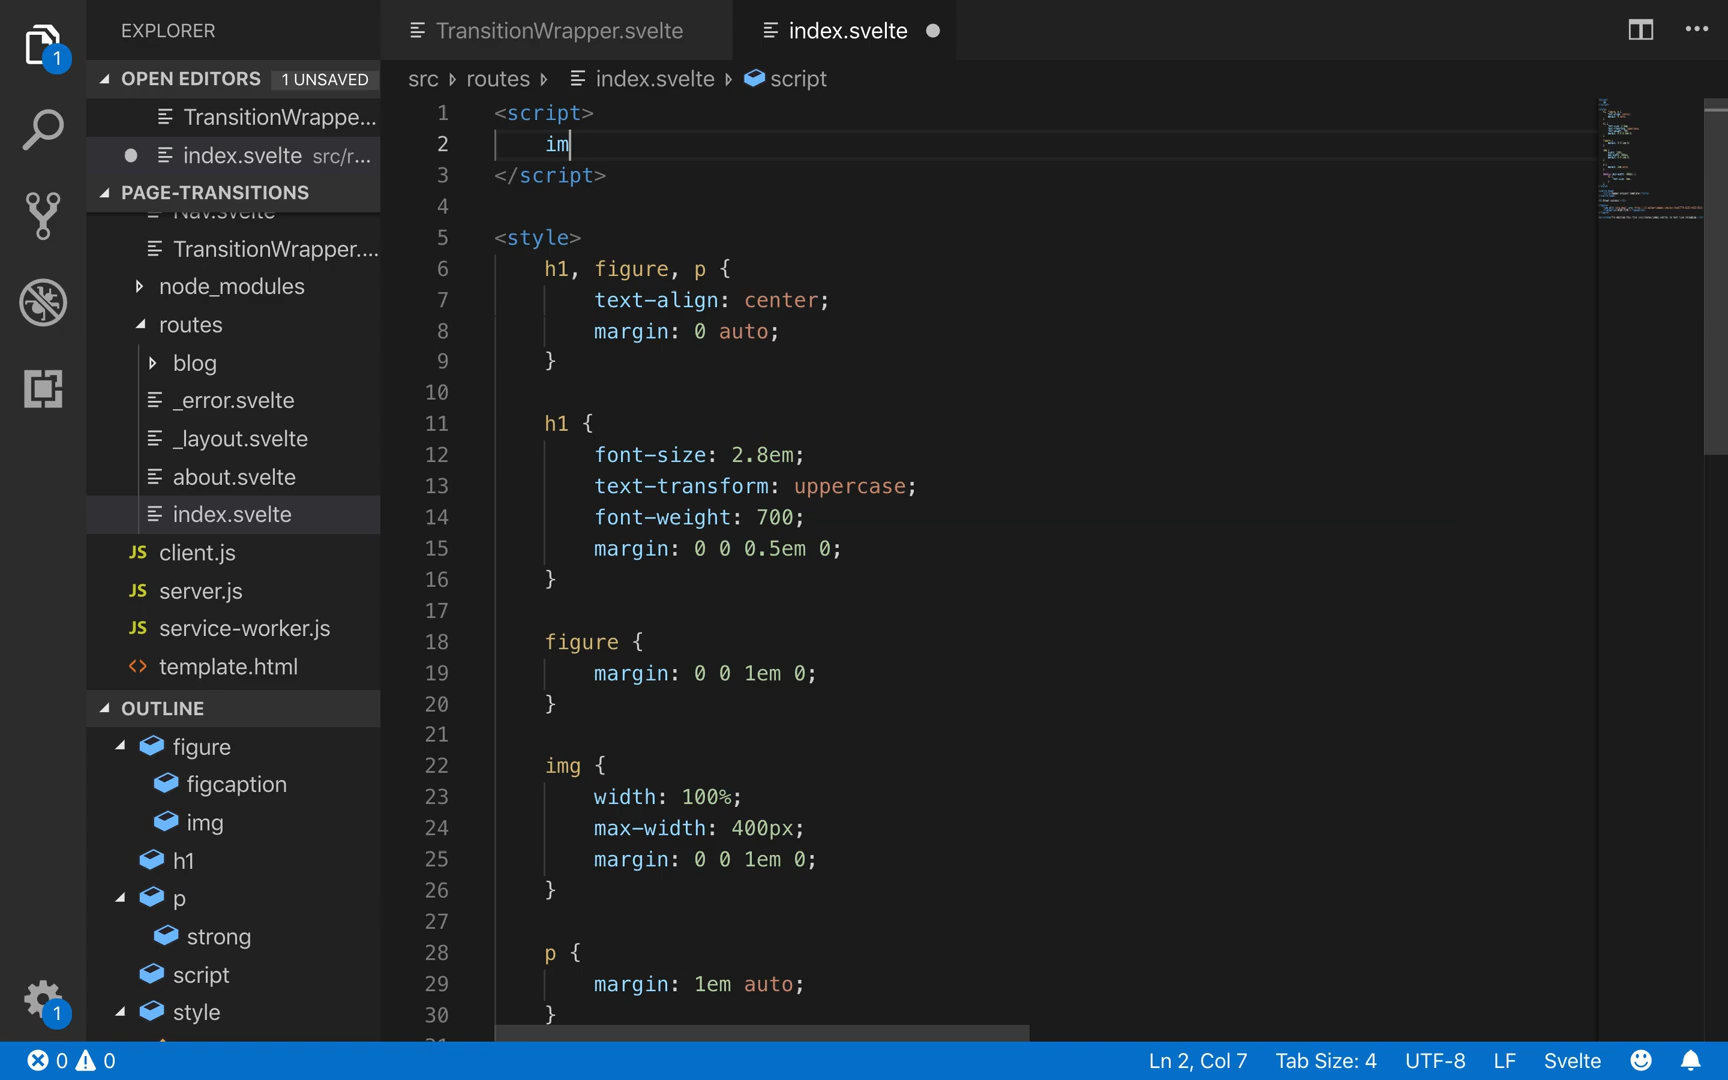 EXPLORER
TransitionWrapper.svelte
index.svelte
1
OPEN EDITORS
1 UNSAVED
src
routes
index.svelte
script
TransitionWrappe...
index.svelte src/r...
PAGE-TRANSITIONS
Nav.svelte
TransitionWrapper....
node_modules
routes
blog
_error.svelte
_layout.svelte
about.svelte
index.svelte
JS client.js
JS server.js
JS service-worker.js
<> template.html
OUTLINE
figure
figcaption
img
h1
p
strong
script
style
1
1 <script>
2 im
3 </script>
4
5 <style>
6 h1, figure, p {
7 text-align: center;
8 margin: 0 auto;
9 }
10
11 h1 {
12 font-size: 2.8em;
13 text-transform: uppercase;
14 font-weight: 700;
15 margin: 0 0 0.5em 0;
16 }
17
18 figure {
19 margin: 0 0 1em 0;
20 }
21
22 img {
23 width: 100%;
24 max-width: 400px;
25 margin: 0 0 1em 0;
26 }
27
28 p {
29 margin: 1em auto;
30 }
0 0
Ln 2, Col 7
Tab Size: 4
UTF-8
LF
Svelte